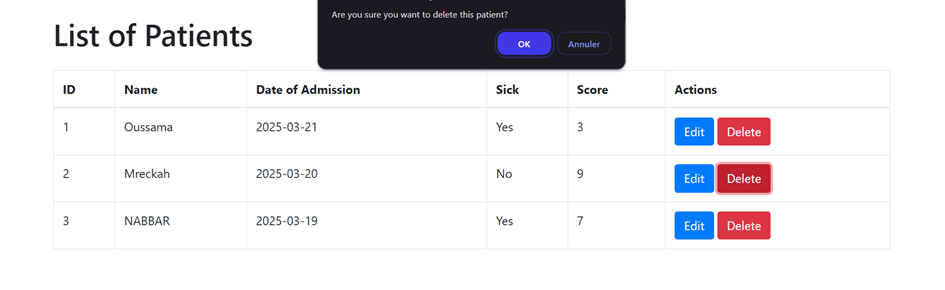 Are you sure you want to delete this patient?
OK Annuler
List of Patients
ID Name Date of Admission Sick Score Actions
1 Oussama 2025-03-21 Yes 3 Edit Delete
2 Mreckah 2025-03-20 No 9 Edit Delete
3 NABBAR 2025-03-19 Yes 7 Edit Delete